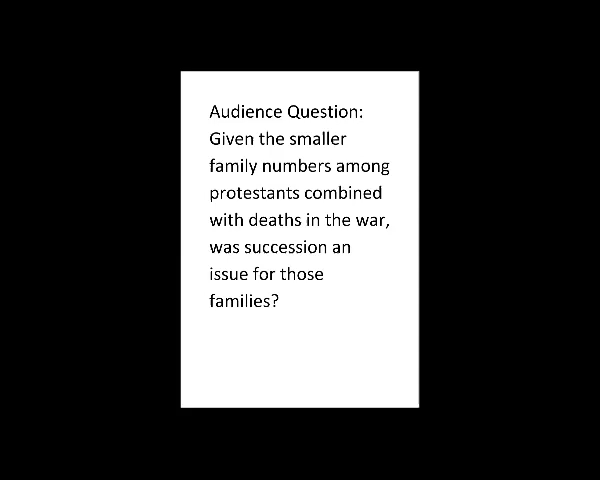 Audience Question:
Given the smaller
family numbers among
protestants combined
with deaths in the war,
was succession an
issue for those
families?